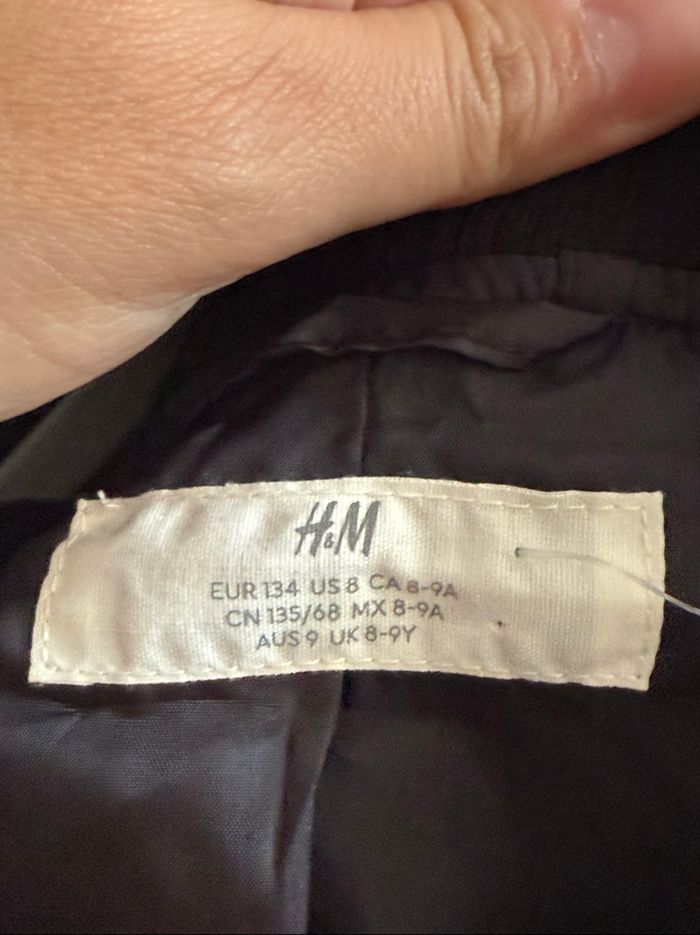 H&M
EUR 134 US 8 CA 8-9A
CN 135/68 MX 8-9A
AUS 9 UK 8-9Y